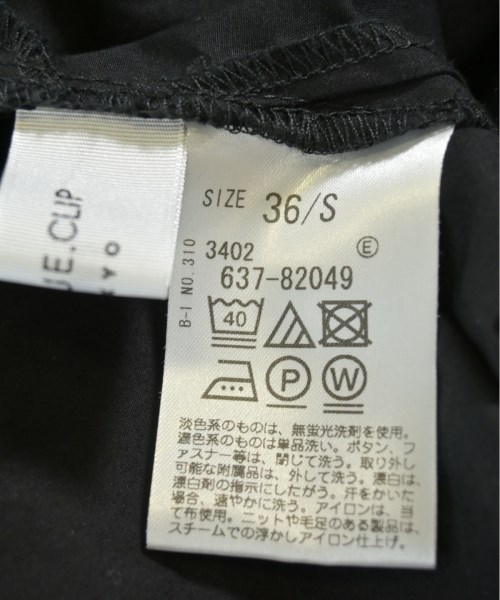 UE.CLIP
KYO
SIZE 36/S
B-1 NO.310
3402 E
637-82049
40
P W
淡色系のものは、無蛍光洗剤を使用。
濃色系のものは単品洗い。ボタン、フ
ァスナー等は、閉じて洗う。取り外し
可能な附属品は、外して洗う。漂白は、
漂白剤の指示にしたがう。汗をかいた
場合、速やかに洗う。アイロンは、当
て布使用。ニットや毛足のある製品は、
スチームでの浮かしアイロン仕上げ。